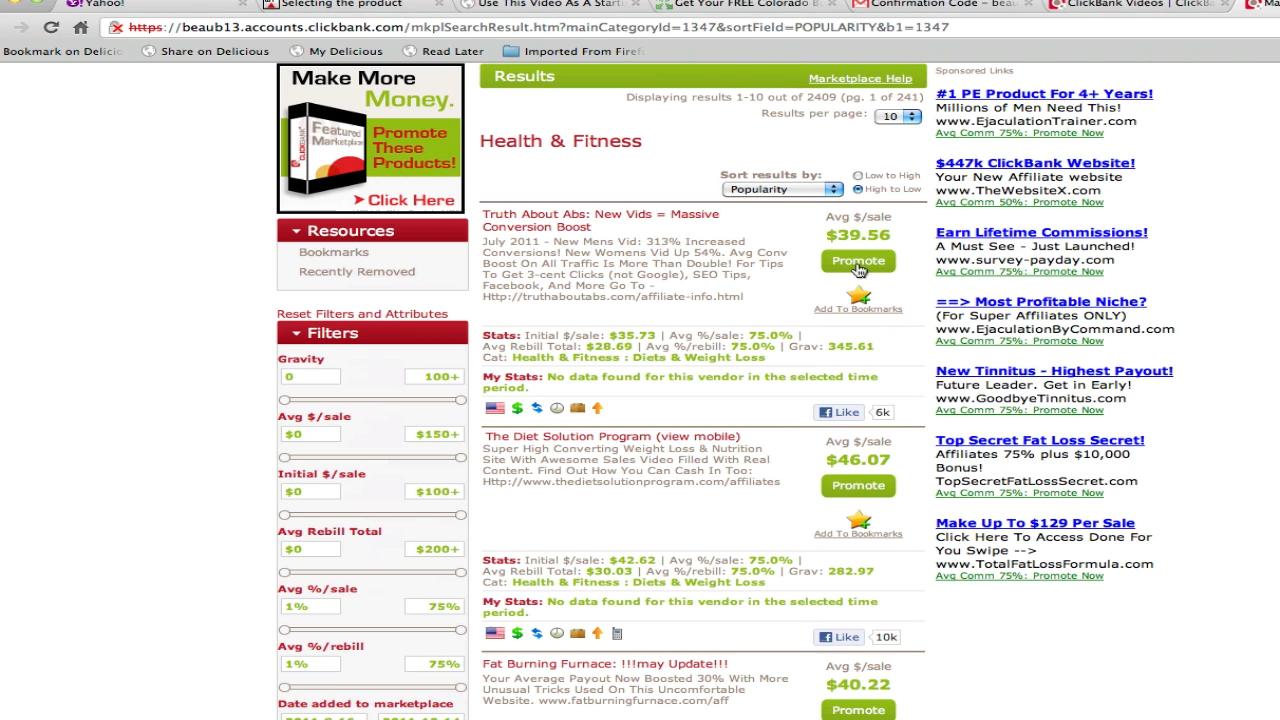 Yahoo!
Selecting the product
Use This Video As A Starti
Get Your FREE Colorado B
Confirmation Code – beau
ClickBank Videos | ClickBa
Ma
https://beaub13.accounts.clickbank.com/mkplSearchResult.htm?mainCategoryId=1347&sortField=POPULARITY&b1=1347
Bookmark on Delicio
Share on Delicious
My Delicious
Read Later
Imported From Firef
Make More
Money.
Featured
Marketplace
Promote
These
Products!
Click Here
Resources
Bookmarks
Recently Removed
Reset Filters and Attributes
Filters
Gravity
0 100+
Avg $/sale
$0 $150+
Initial $/sale
$0 $100+
Avg Rebill Total
$0 $200+
Avg %/sale
1% 75%
Avg %/rebill
1% 75%
Date added to marketplace
Results
Marketplace Help
Displaying results 1-10 out of 2409 (pg. 1 of 241)
Results per page: 10
Health & Fitness
Sort results by:
Popularity
Low to High
High to Low
Truth About Abs: New Vids = Massive
Conversion Boost
July 2011 - New Mens Vid: 313% Increased
Conversions! New Womens Vid Up 54%. Avg Conv
Boost On All Traffic Is More Than Double! For Tips
To Get 3-cent Clicks (not Google), SEO Tips,
Facebook, And More Go To -
Http://truthaboutabs.com/affiliate-info.html
Avg $/sale
$39.56
Promote
Add To Bookmarks
Stats: Initial $/sale: $35.73 | Avg %/sale: 75.0% |
Avg Rebill Total: $28.69 | Avg %/rebill: 75.0% | Grav: 345.61
Cat: Health & Fitness : Diets & Weight Loss
My Stats: No data found for this vendor in the selected time
period.
Like 6k
The Diet Solution Program (view mobile)
Super High Converting Weight Loss & Nutrition
Site With Awesome Sales Video Filled With Real
Content. Find Out How You Can Cash In Too:
Http://www.thedietsolutionprogram.com/affiliates
Avg $/sale
$46.07
Promote
Add To Bookmarks
Stats: Initial $/sale: $42.62 | Avg %/sale: 75.0% |
Avg Rebill Total: $30.03 | Avg %/rebill: 75.0% | Grav: 282.97
Cat: Health & Fitness : Diets & Weight Loss
My Stats: No data found for this vendor in the selected time
period.
Like 10k
Fat Burning Furnace: !!!may Update!!!
Your Average Payout Now Boosted 30% With More
Unusual Tricks Used On This Uncomfortable
Website. www.fatburningfurnace.com/aff
Avg $/sale
$40.22
Promote
Sponsored Links
#1 PE Product For 4+ Years!
Millions of Men Need This!
www.EjaculationTrainer.com
Avg Comm 75%: Promote Now
$447k ClickBank Website!
Your New Affiliate website
www.TheWebsiteX.com
Avg Comm 50%: Promote Now
Earn Lifetime Commissions!
A Must See - Just Launched!
www.survey-payday.com
Avg Comm 75%: Promote Now
==> Most Profitable Niche?
(For Super Affiliates ONLY)
www.EjaculationByCommand.com
Avg Comm 75%: Promote Now
New Tinnitus - Highest Payout!
Future Leader. Get in Early!
www.GoodbyeTinnitus.com
Avg Comm 75%: Promote Now
Top Secret Fat Loss Secret!
Affiliates 75% plus $10,000
Bonus!
TopSecretFatLossSecret.com
Avg Comm 75%: Promote Now
Make Up To $129 Per Sale
Click Here To Access Done For
You Swipe -->
www.TotalFatLossFormula.com
Avg Comm 75%: Promote Now